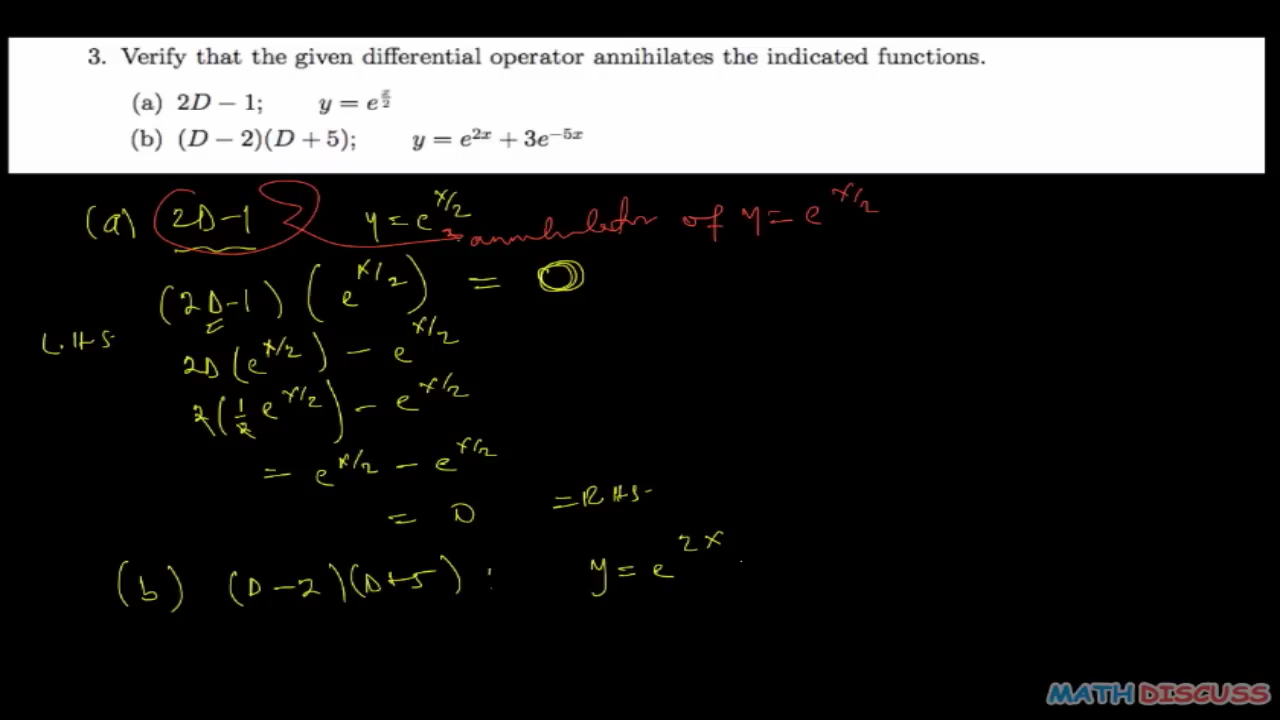 3. Verify that the given differential operator annihilates the indicated functions.
(a) 2D − 1; y = e^{x/2}
(b) (D − 2)(D + 5); y = e^{2x} + 3e^{−5x}
(a) 2D-1 y = e^{x/2} annihilator of y = e^{x/2}
(2D-1) (e^{x/2}) = 0
L.H.S
2D (e^{x/2}) − e^{x/2}
2(1/2 e^{x/2}) − e^{x/2}
= e^{x/2} − e^{x/2}
= 0 = R.H.S.
(b) (D − 2)(D+5) : y = e^{2x}
MATH DISCUSS